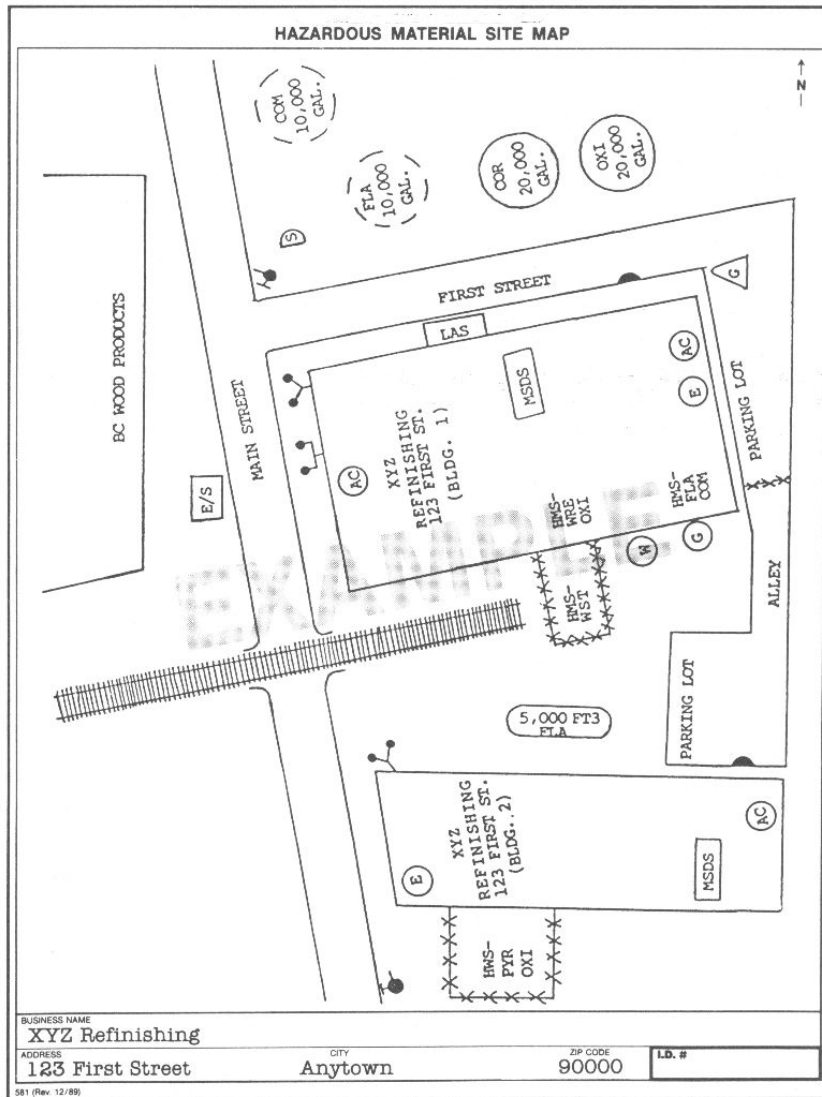 HAZARDOUS MATERIAL SITE MAP
N
COM
10,000
GAL.
FLA
10,000
GAL.
COR
20,000
GAL.
OXI
20,000
GAL.
S
BC WOOD PRODUCTS
MAIN STREET
FIRST STREET
G
LAS
MSDS
AC
E
PARKING LOT
E/S
AC
XYZ
REFINISHING
123 FIRST ST.
(BLDG. 1)
HMS-
WRE
OXI
HMS-
FLA
COM
EXAMPLE
W
G
HMS-
WST
ALLEY
PARKING LOT
5,000 FT3
FLA
XYZ
REFINISHING
123 FIRST ST.
(BLDG. 2)
AC
E
MSDS
HWS-
PYR
OXI
BUSINESS NAME
XYZ Refinishing
ADDRESS
123 First Street
CITY
Anytown
ZIP CODE
90000
I.D. #
581 (Rev. 12/89)